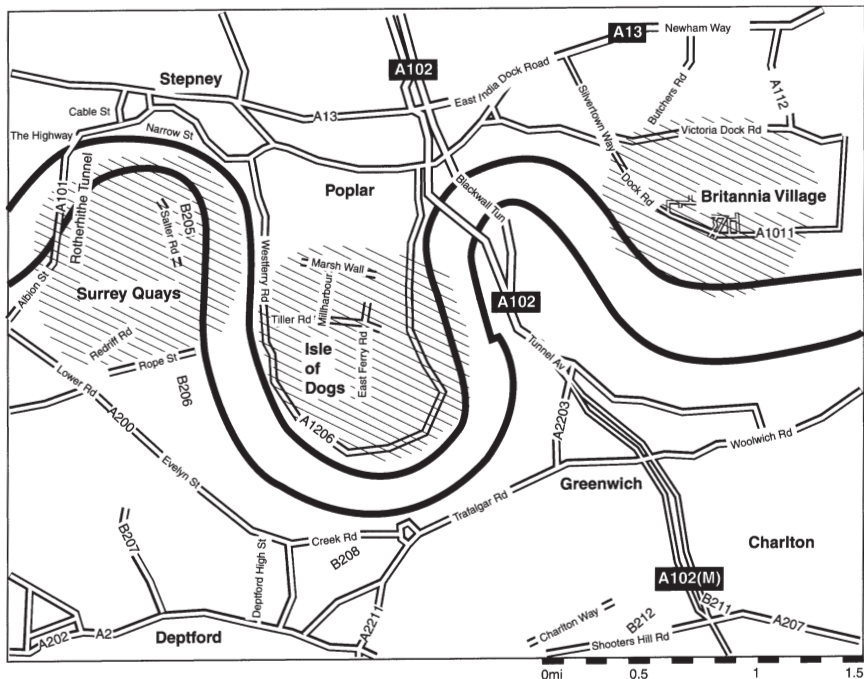 A13
Newham Way
A102
Stepney
East India Dock Road
Silvertown Way
Butchers Rd
A112
Cable St
A13
The Highway
Narrow St
Victoria Dock Rd
Rotherhithe Tunnel
A101
B205
Salter Rd
Poplar
Blackwall Tun
Dock Rd
Britannia Village
A1011
Westferry Rd
Marsh Wall
Millharbour
Albion St
Surrey Quays
A102
Tiller Rd
Isle
of
Dogs
East Ferry Rd
Redriff Rd
Rope St
Tunnel Av
Lower Rd
B206
A200
A1206
A2203
Woolwich Rd
Evelyn St
Greenwich
Trafalgar Rd
B207
Creek Rd
B208
Deptford High St
Charlton
A102(M)
B211
A2211
Charlton Way
B212
A207
A202
A2
Deptford
Shooters Hill Rd
0mi 0.5 1 1.5